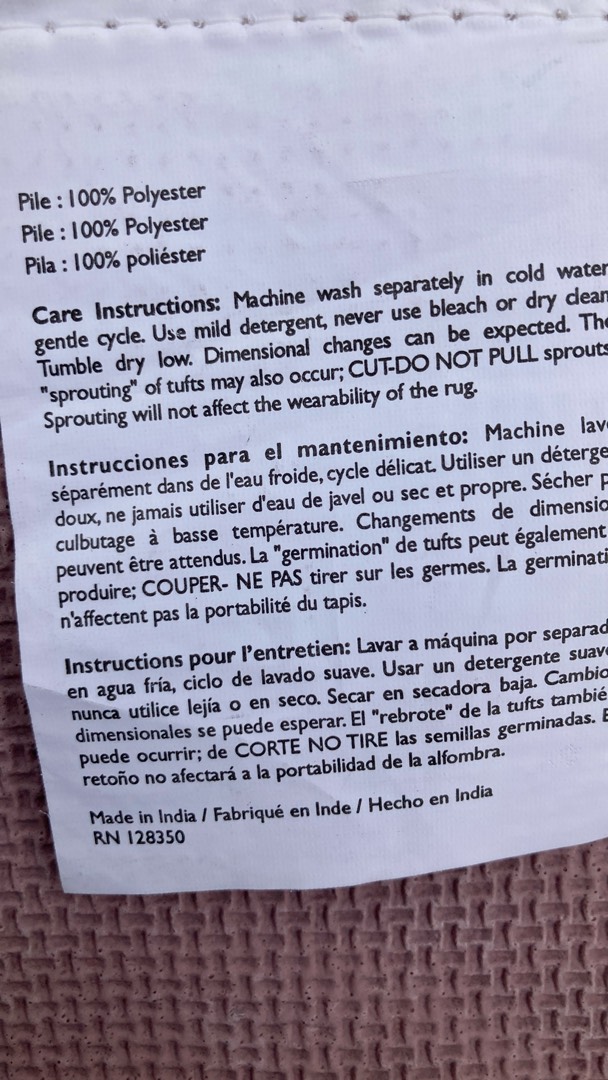 Pile : 100% Polyester
Pile : 100% Polyester
Pila : 100% poliéster
Care Instructions: Machine wash separately in cold water
gentle cycle. Use mild detergent, never use bleach or dry clean
Tumble dry low. Dimensional changes can be expected. The
"sprouting" of tufts may also occur; CUT-DO NOT PULL sprouts
Sprouting will not affect the wearability of the rug.
Instrucciones para el mantenimiento: Machine lav
séparément dans de l'eau froide, cycle délicat. Utiliser un déterge
doux, ne jamais utiliser d'eau de javel ou sec et propre. Sécher p
culbutage à basse température. Changements de dimensio
peuvent être attendus. La "germination" de tufts peut également
produire; COUPER- NE PAS tirer sur les germes. La germinati
n'affectent pas la portabilité du tapis.
Instructions pour l'entretien: Lavar a máquina por separad
en agua fría, ciclo de lavado suave. Usar un detergente suave
nunca utilice lejía o en seco. Secar en secadora baja. Cambio
dimensionales se puede esperar. El "rebrote" de la tufts tambié
puede ocurrir; de CORTE NO TIRE las semillas germinadas. E
retoño no afectará a la portabilidad de la alfombra.
Made in India / Fabriqué en Inde / Hecho en India
RN 128350